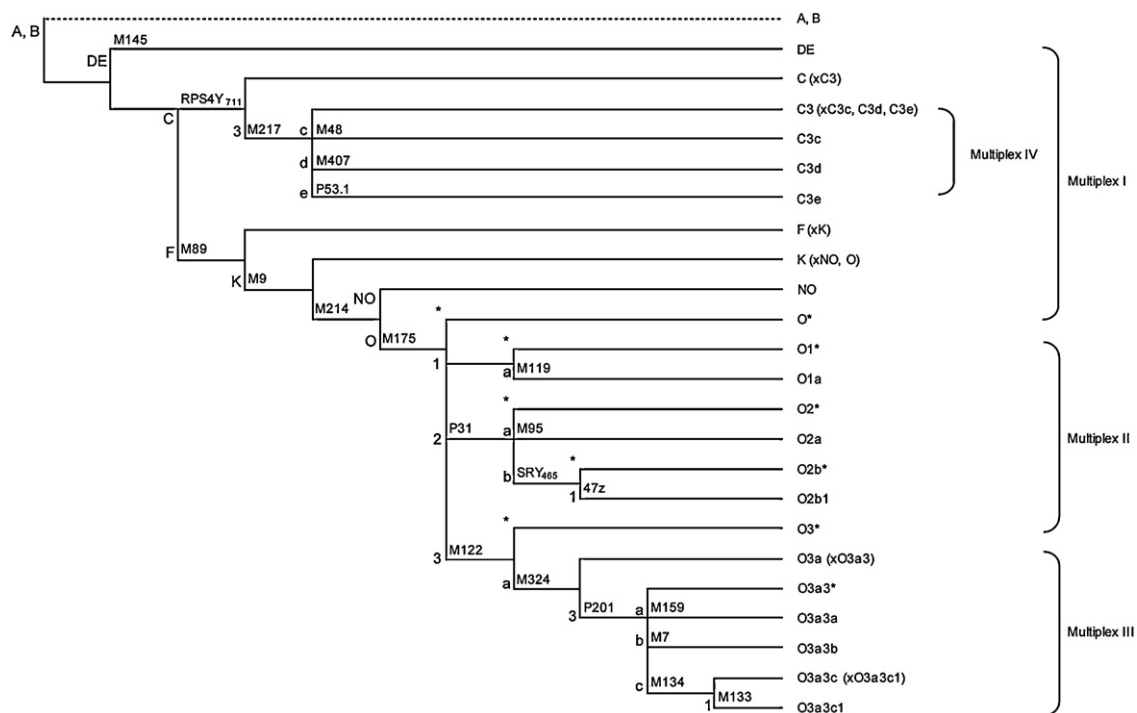 A, B
A, B
M145
DE
DE
C (xC3)
RPS4Y711
C
C3 (xC3c, C3d, C3e)
3
M217
c
M48
C3c
Multiplex IV
d
M407
C3d
Multiplex I
e
P53.1
C3e
F (xK)
F
M89
K (xNO, O)
K
M9
NO
NO
M214
*
O*
O
M175
*
O1*
1
a
M119
O1a
*
O2*
2
P31
a
M95
O2a
Multiplex II
*
O2b*
b
SRY465
1
47z
O2b1
*
O3*
3
M122
O3a (xO3a3)
a
M324
O3a3*
3
P201
a
M159
O3a3a
Multiplex III
b
M7
O3a3b
O3a3c (xO3a3c1)
c
M134
1
M133
O3a3c1